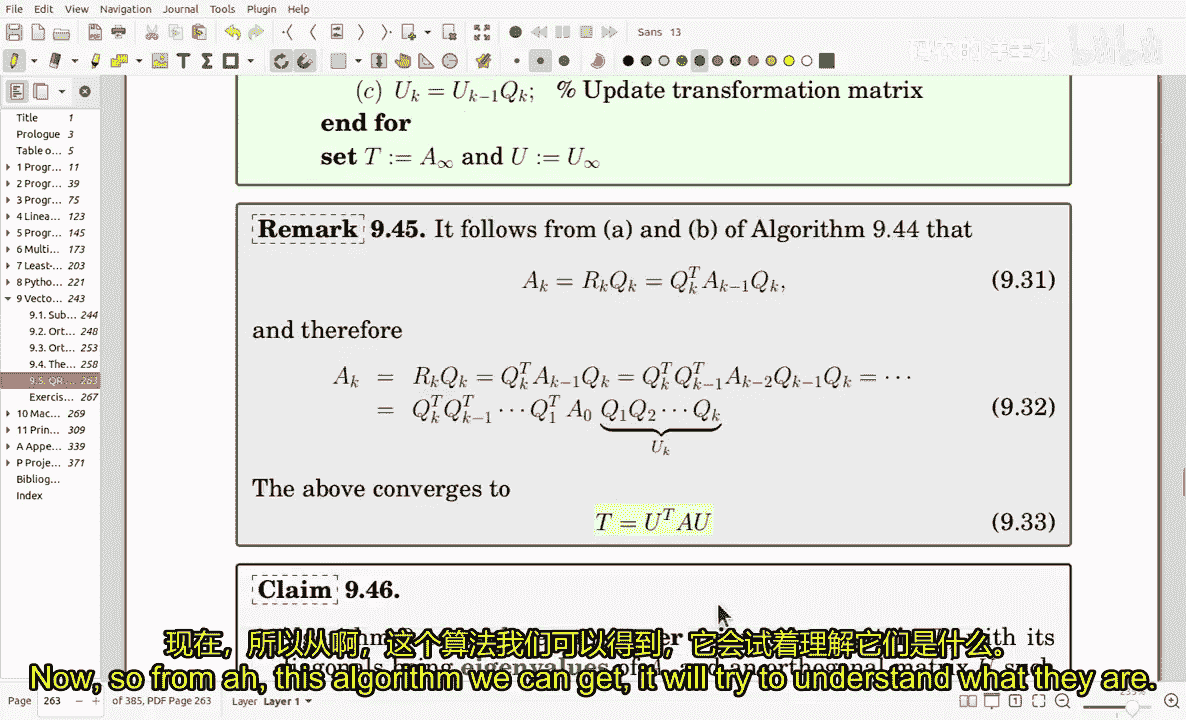 File Edit View Navigation Journal Tools Plugin Help
Sans 13
Title 1
Prologue 3
Table o... 5
1 Progr... 11
2 Progr... 39
3 Progr... 75
4 Linea... 123
5 Progr... 145
6 Multi... 173
7 Least-... 203
8 Pytho... 221
9 Vecto... 243
9.1. Sub... 244
9.2. Ort... 248
9.3. Ort... 253
9.4. The... 258
9.5. QR... 263
Exercis... 267
10 Mac... 269
11 Prin... 309
A Appe... 339
P Proje... 371
Bibliog...
Index
(c) U_k = U_{k-1}Q_k; % Update transformation matrix
end for
set T := A_∞ and U := U_∞
Remark 9.45. It follows from (a) and (b) of Algorithm 9.44 that
A_k = R_kQ_k = Q_k^T A_{k-1}Q_k, (9.31)
and therefore
A_k = R_kQ_k = Q_k^T A_{k-1}Q_k = Q_k^T Q_{k-1}^T A_{k-2}Q_{k-1}Q_k = ⋯
= Q_k^T Q_{k-1}^T ⋯ Q_1^T A_0 Q_1Q_2 ⋯ Q_k (9.32)
U_k
The above converges to
T = U^T AU (9.33)
Claim 9.46.
现在，所以从啊，这个算法我们可以得到，它会试着理解它们是什么。
Now, so from ah, this algorithm we can get, it will try to understand what they are.
Page 263 of 385, PDF Page 263 Layer Layer 1